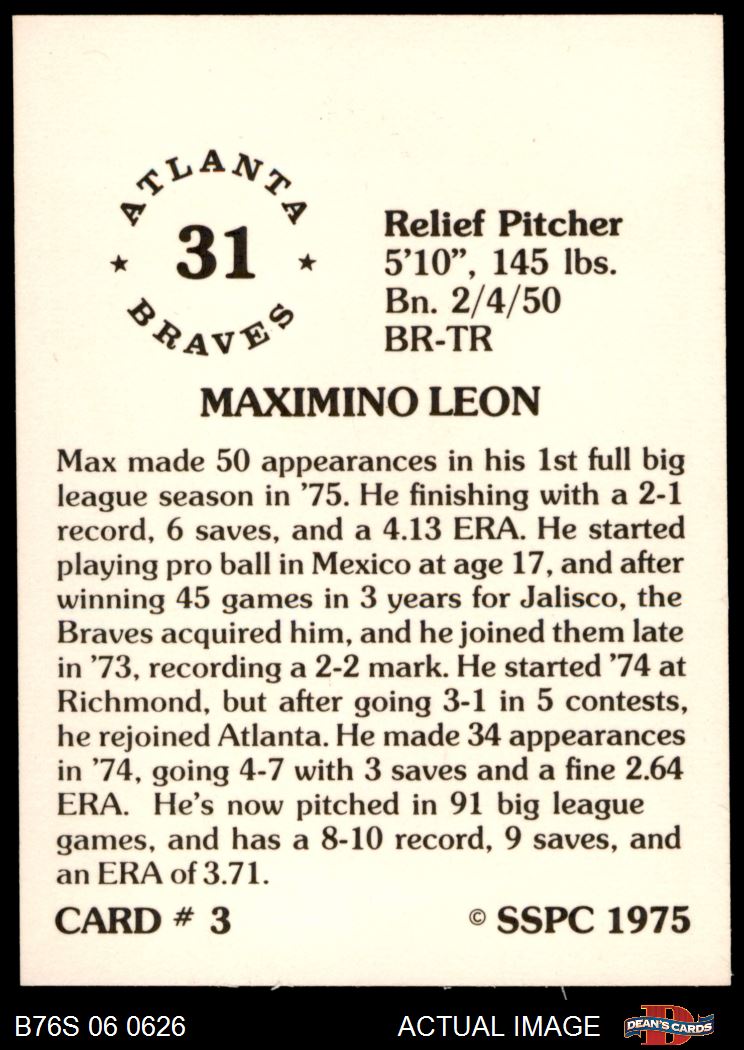 ATLANTA
31
BRAVES
Relief Pitcher
5'10”, 145 lbs.
Bn. 2/4/50
BR-TR
MAXIMINO LEON
Max made 50 appearances in his 1st full big
league season in ’75. He finishing with a 2-1
record, 6 saves, and a 4.13 ERA. He started
playing pro ball in Mexico at age 17, and after
winning 45 games in 3 years for Jalisco, the
Braves acquired him, and he joined them late
in ’73, recording a 2-2 mark. He started ’74 at
Richmond, but after going 3-1 in 5 contests,
he rejoined Atlanta. He made 34 appearances
in ’74, going 4-7 with 3 saves and a fine 2.64
ERA. He's now pitched in 91 big league
games, and has a 8-10 record, 9 saves, and
an ERA of 3.71.
CARD # 3 © SSPC 1975
B76S 06 0626 ACTUAL IMAGE D DEAN'S CARDS